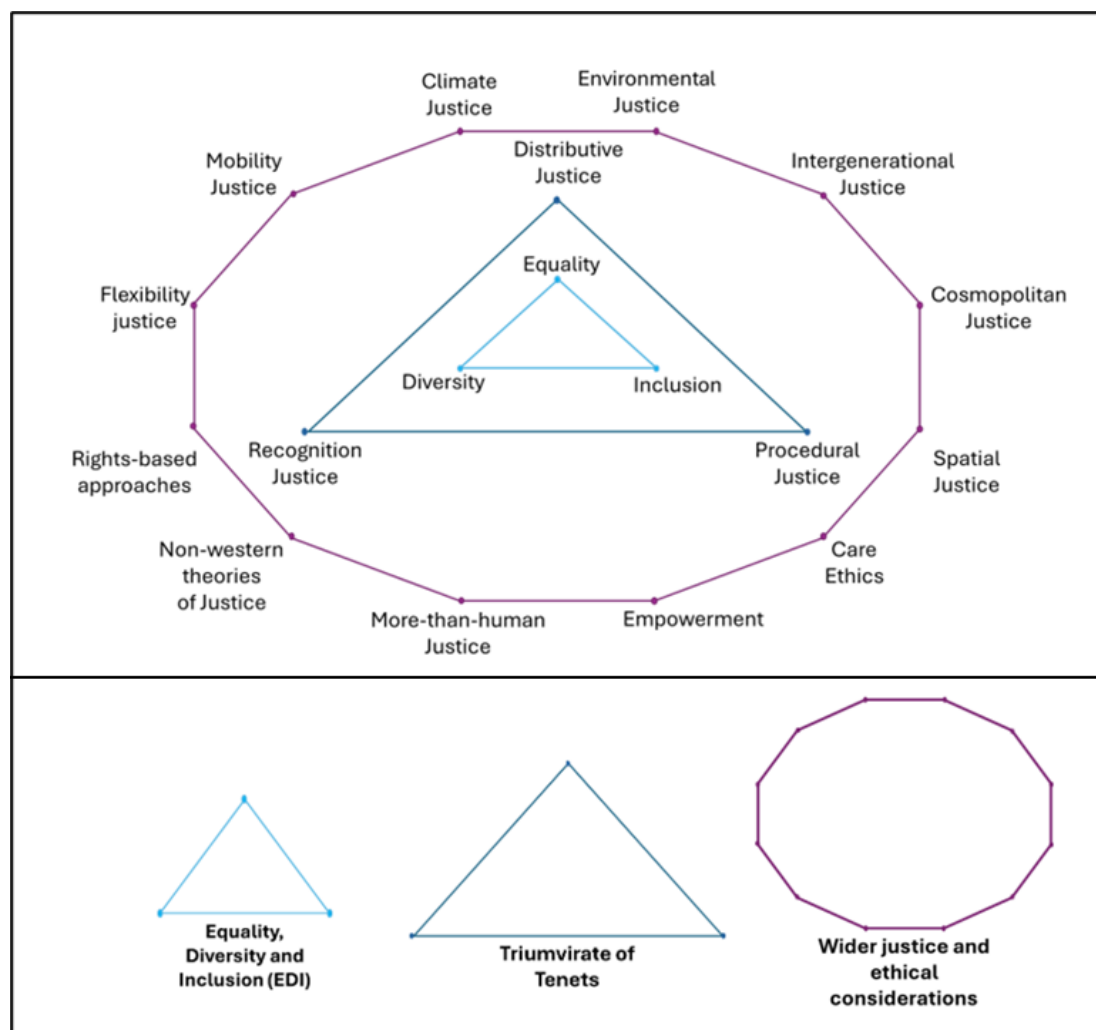 Climate
Justice
Environmental
Justice
Distributive
Justice
Mobility
Justice
Intergenerational
Justice
Equality
Flexibility
justice
Cosmopolitan
Justice
Diversity
Inclusion
Recognition
Justice
Procedural
Justice
Rights-based
approaches
Spatial
Justice
Non-western
theories
of Justice
Care
Ethics
More-than-human
Justice
Empowerment
Equality,
Diversity and
Inclusion (EDI)
Triumvirate of
Tenets
Wider justice and
ethical
considerations